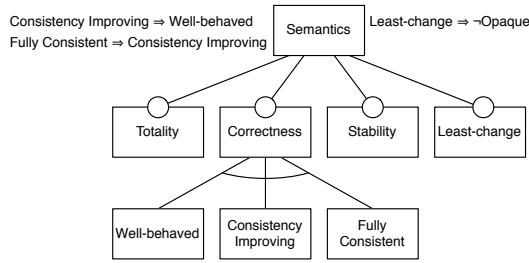 Consistency Improving ⇒ Well-behaved
Fully Consistent ⇒ Consistency Improving
Semantics
Least-change ⇒ ¬Opaque
Totality
Correctness
Stability
Least-change
Well-behaved
Consistency
Improving
Fully
Consistent